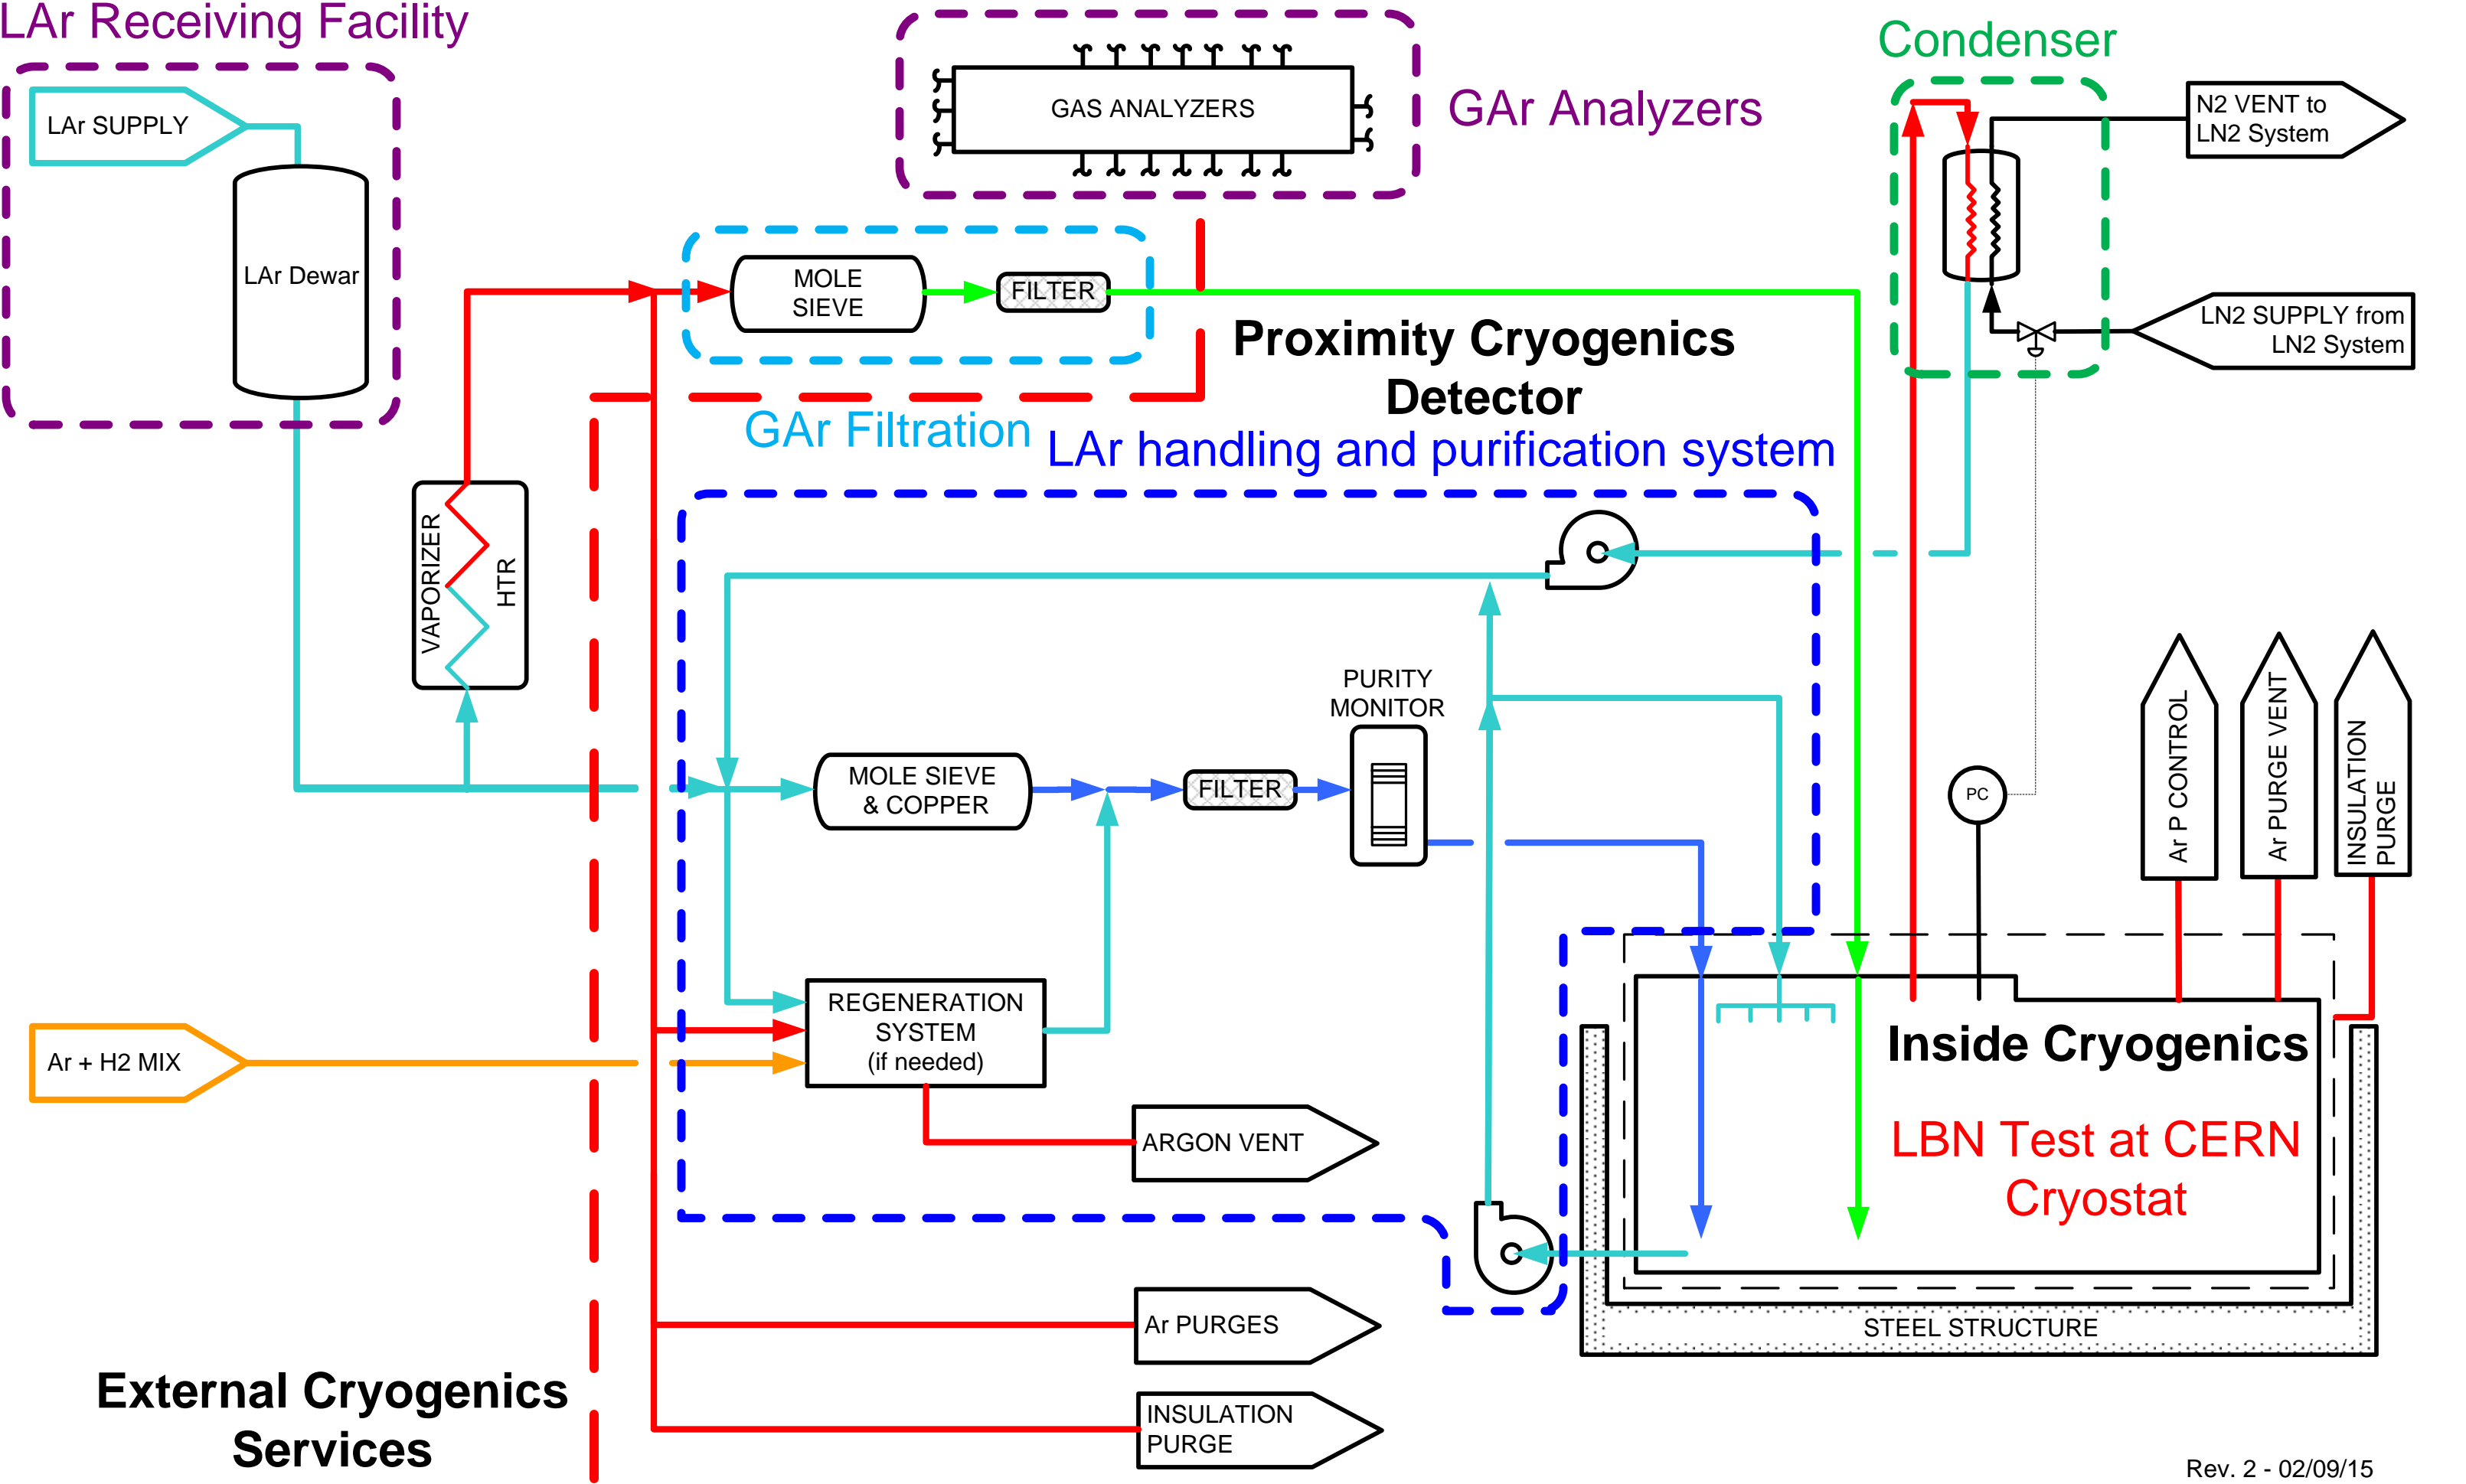 LAr Receiving Facility
LAr SUPPLY
LAr Dewar
GAS ANALYZERS
GAr Analyzers
Condenser
N2 VENT to
LN2 System
LN2 SUPPLY from
LN2 System
MOLE
SIEVE
FILTER
GAr Filtration
Proximity Cryogenics
Detector
LAr handling and purification system
VAPORIZER
HTR
PURITY
MONITOR
MOLE SIEVE
& COPPER
FILTER
PC
Ar P CONTROL
Ar PURGE VENT
INSULATION
PURGE
REGENERATION
SYSTEM
(if needed)
Ar + H2 MIX
ARGON VENT
Inside Cryogenics
LBN Test at CERN
Cryostat
STEEL STRUCTURE
Ar PURGES
INSULATION
PURGE
External Cryogenics
Services
Rev. 2 - 02/09/15